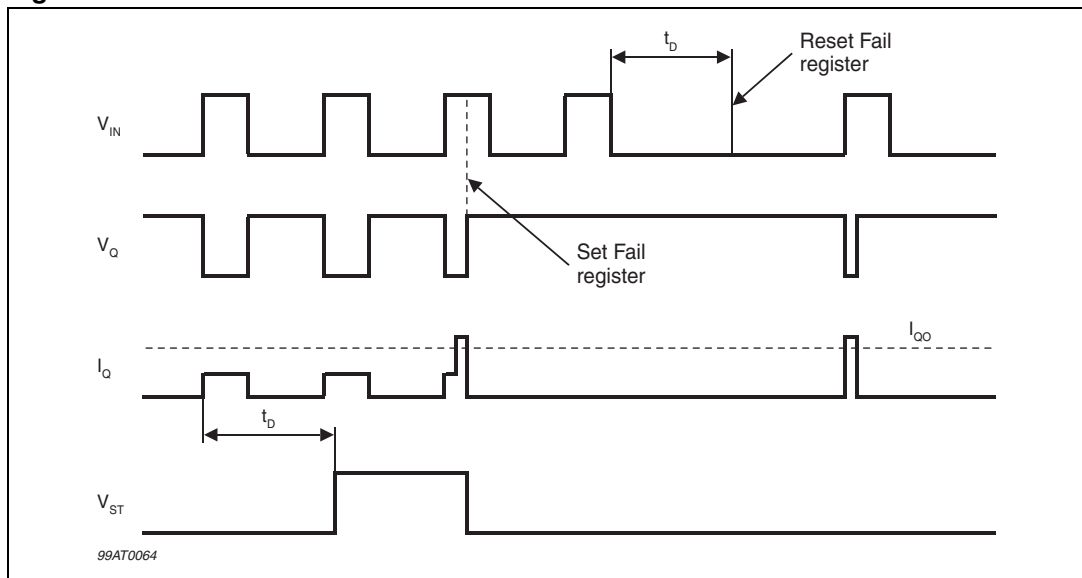 t_D
Reset Fail
register
V_IN
V_Q
Set Fail
register
I_QO
I_Q
t_D
V_ST
99AT0064